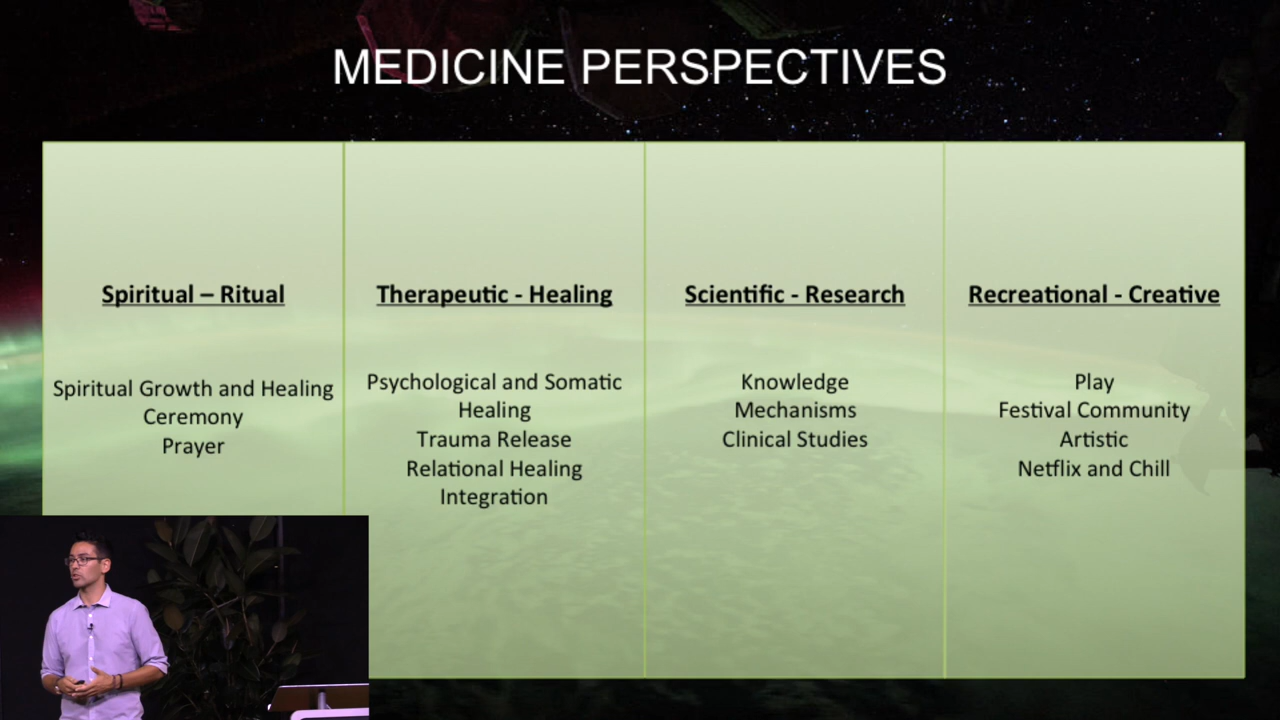 MEDICINE PERSPECTIVES
Spiritual – Ritual
Spiritual Growth and Healing
Ceremony
Prayer
Therapeutic - Healing
Psychological and Somatic
Healing
Trauma Release
Relational Healing
Integration
Scientific - Research
Knowledge
Mechanisms
Clinical Studies
Recreational - Creative
Play
Festival Community
Artistic
Netflix and Chill